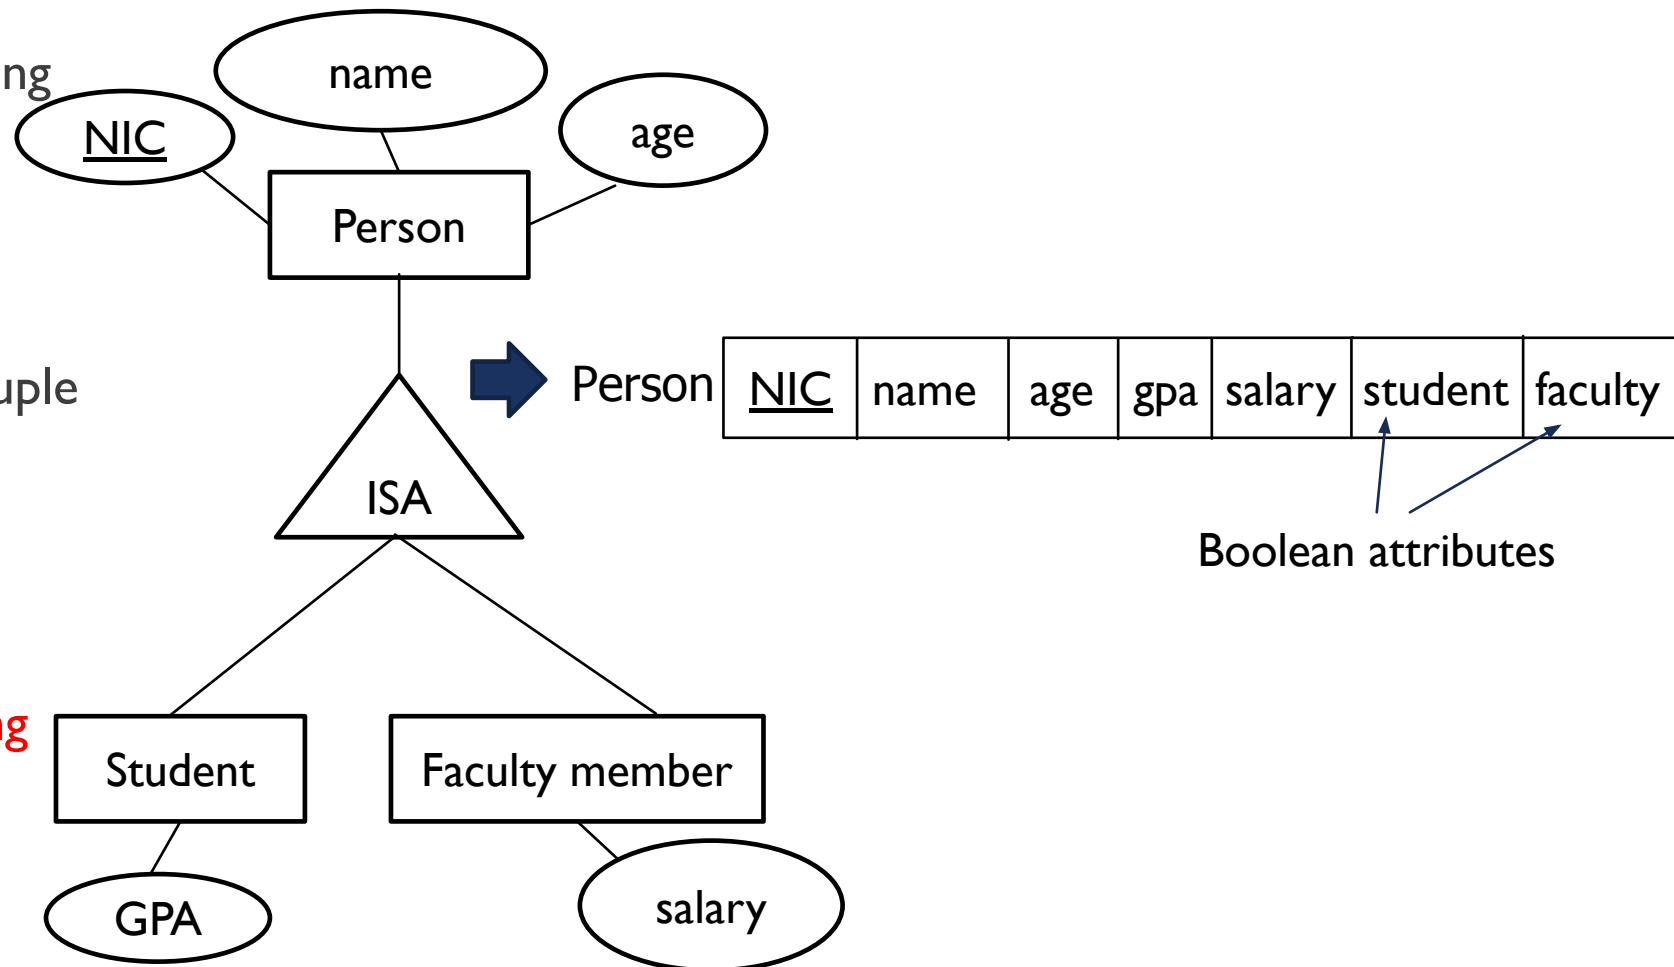 ng
name
NIC
age
Person
uple
Person NIC name age gpa salary student faculty
ISA
Boolean attributes
Student
Faculty member
GPA
salary